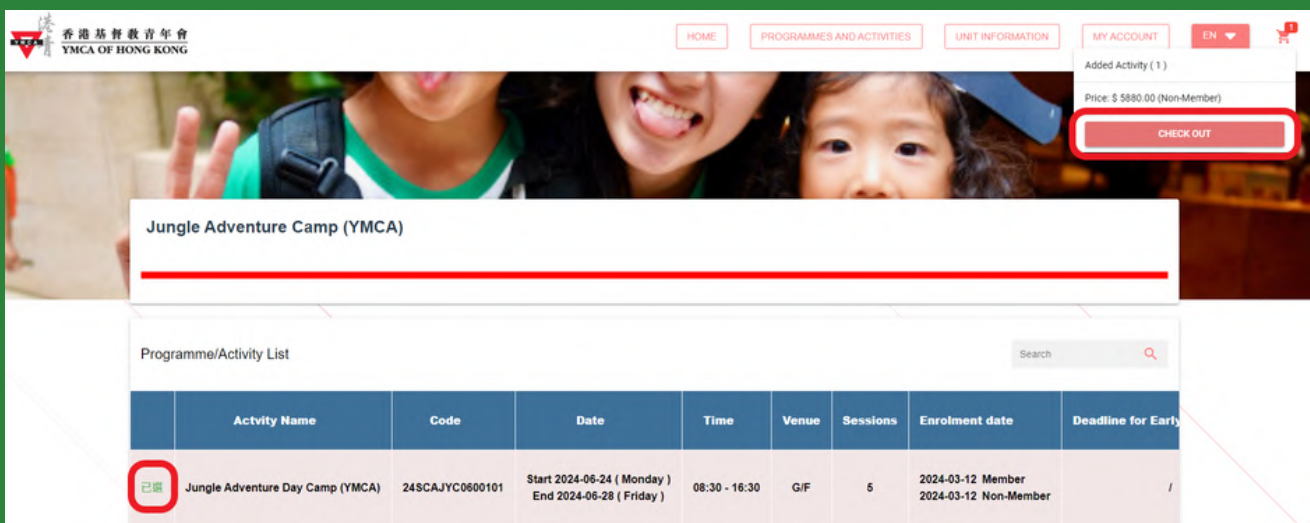 港青
YMCA
香港基督教青年會
YMCA OF HONG KONG
HOME
PROGRAMMES AND ACTIVITIES
UNIT INFORMATION
MY ACCOUNT
EN
1
Added Activity ( 1 )
Price: $ 5880.00 (Non-Member)
CHECK OUT
Jungle Adventure Camp (YMCA)
Programme/Activity List
Search
Actvity Name
Code
Date
Time
Venue
Sessions
Enrolment date
Deadline for Early
已選
Jungle Adventure Day Camp (YMCA)
24SCAJYC0600101
Start 2024-06-24 ( Monday )
End 2024-06-28 ( Friday )
08:30 - 16:30
G/F
5
2024-03-12 Member
2024-03-12 Non-Member
/